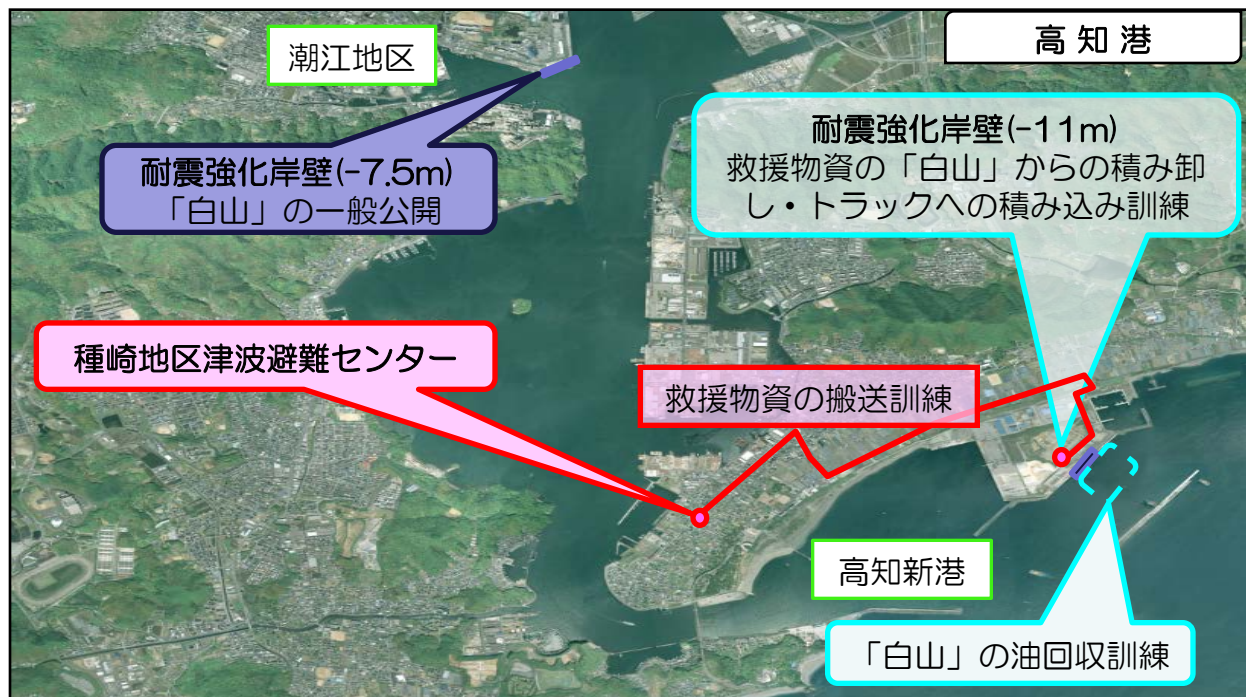 高知港
潮江地区
耐震強化岸壁(-7.5m)
「白山」の一般公開
耐震強化岸壁(-11m)
救援物資の「白山」からの積み卸
し・トラックへの積み込み訓練
種崎地区津波避難センター
救援物資の搬送訓練
高知新港
「白山」の油回収訓練